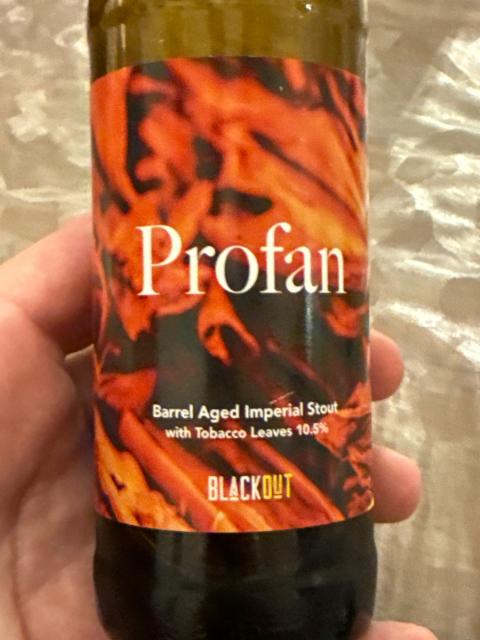 Profan
Barrel Aged Imperial Stout
with Tobacco Leaves 10.5%
BLACKOUT